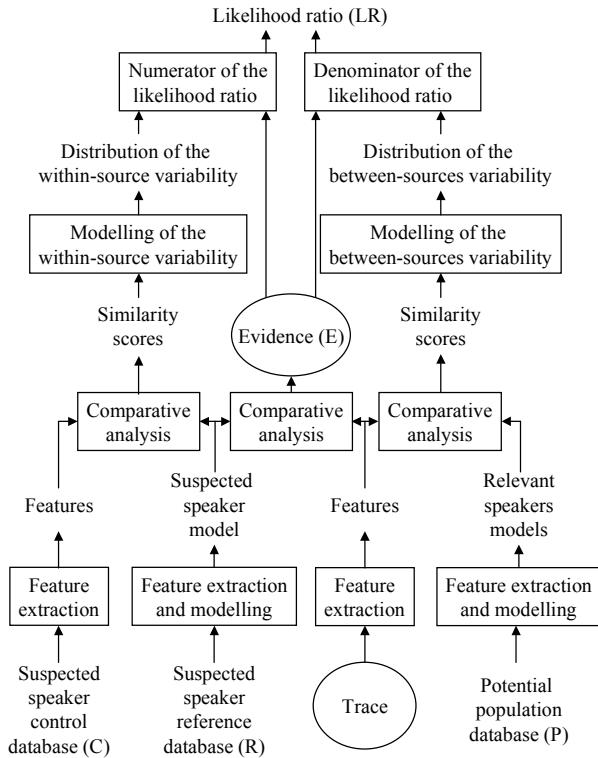 Likelihood ratio (LR)
Numerator of the
likelihood ratio
Denominator of the
likelihood ratio
Distribution of the
within-source variability
Distribution of the
between-sources variability
Modelling of the
within-source variability
Modelling of the
between-sources variability
Similarity
scores
Evidence (E)
Similarity
scores
Comparative
analysis
Comparative
analysis
Comparative
analysis
Features
Suspected
speaker
model
Features
Relevant
speakers
models
Feature
extraction
Feature extraction
and modelling
Feature
extraction
Feature extraction
and modelling
Suspected
speaker
control
database (C)
Suspected
speaker
reference
database (R)
Trace
Potential
population
database (P)